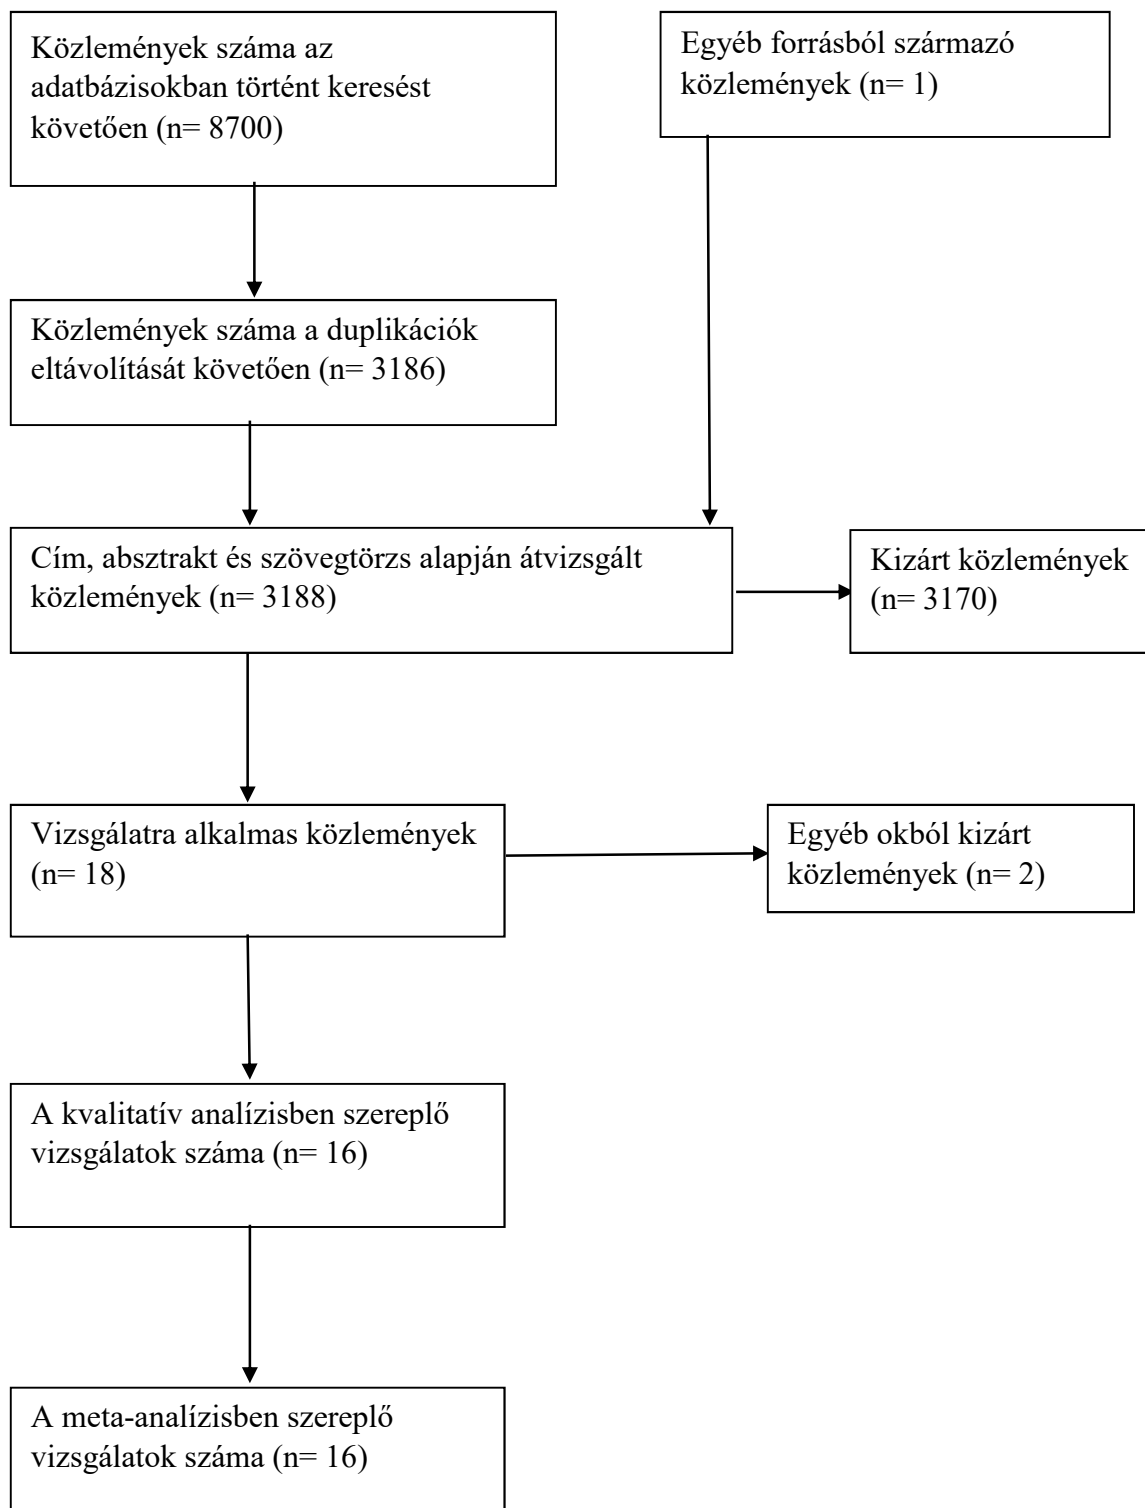 Közlemények száma az
adatbázisokban történt keresést
követően (n= 8700)
Egyéb forrásból származó
közlemények (n= 1)
Közlemények száma a duplikációk
eltávolítását követően (n= 3186)
Cím, absztrakt és szövegtörzs alapján átvizsgált
közlemények (n= 3188)
Kizárt közlemények
(n= 3170)
Vizsgálatra alkalmas közlemények
(n= 18)
Egyéb okból kizárt
közlemények (n= 2)
A kvalitatív analízisben szereplő
vizsgálatok száma (n= 16)
A meta-analízisben szereplő
vizsgálatok száma (n= 16)